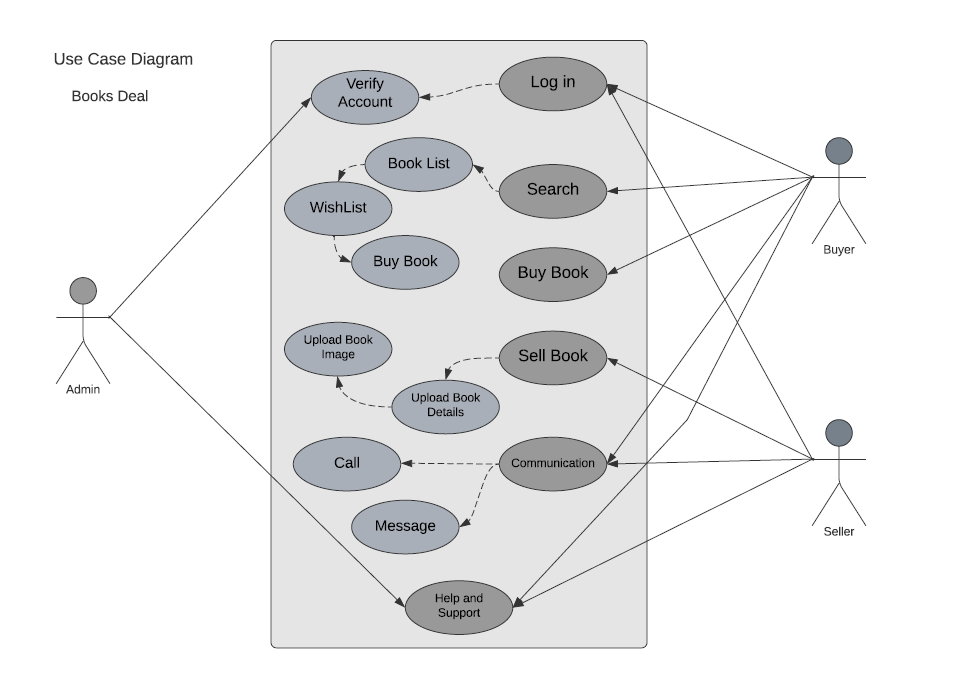 Use Case Diagram
Books Deal
Verify
Account
Log in
Book List
Search
WishList
Buy Book
Buy Book
Buyer
Admin
Upload Book
Image
Sell Book
Upload Book
Details
Call
Communication
Message
Seller
Help and
Support